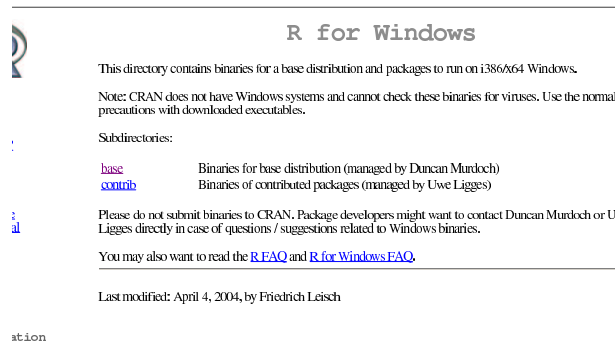 R for Windows
This directory contains binaries for a base distribution and packages to run on i386/x64 Windows.
Note: CRAN does not have Windows systems and cannot check these binaries for viruses. Use the normal
precautions with downloaded executables.
Subdirectories:
base Binaries for base distribution (managed by Duncan Murdoch)
contrib Binaries of contributed packages (managed by Uwe Ligges)
al
Please do not submit binaries to CRAN. Package developers might want to contact Duncan Murdoch or U
Ligges directly in case of questions / suggestions related to Windows binaries.
You may also want to read the R FAQ and R for Windows FAQ.
Last modified: April 4, 2004, by Friedrich Leisch
ation